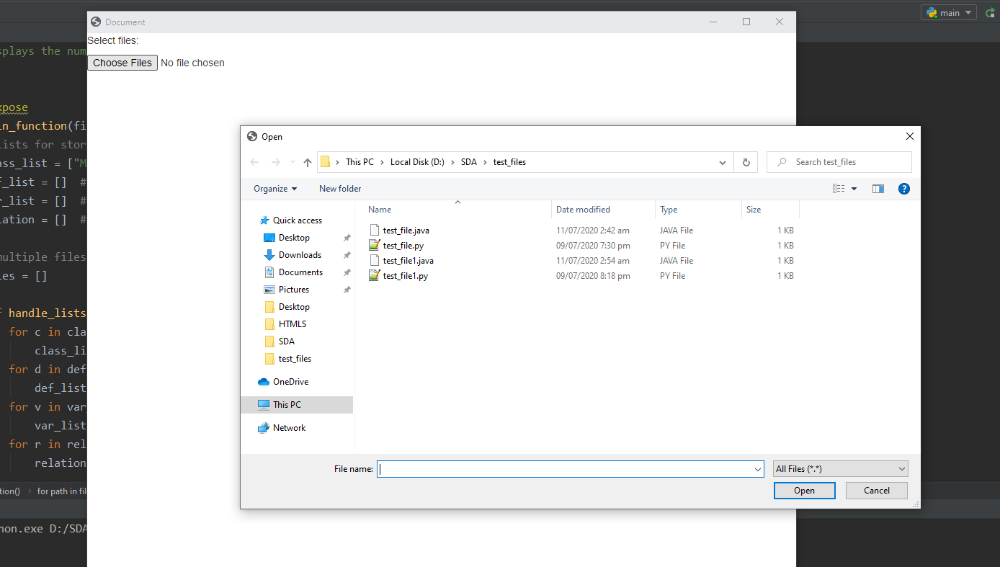 main
Document
Select files:
Choose Files No file chosen
splays the num
xpose
in_function(fi
lists for stor
ass_list = ["M
f_list = [] #
r_list = [] #
lation = [] #
multiple files
les = []
f handle_lists
for c in cla
class_li
for d in def_
def_list
for v in var
var_list
for r in rel
relation
tion() › for path in fil
hon.exe D:/SDA
Open
This PC › Local Disk (D:) › SDA › test_files
Search test_files
Organize New folder
Name Date modified Type Size
test_file.java 11/07/2020 2:42 am JAVA File 1 KB
test_file.py 09/07/2020 7:30 pm PY File 1 KB
test_file1.java 11/07/2020 2:54 am JAVA File 1 KB
test_file1.py 09/07/2020 8:18 pm PY File 1 KB
Quick access
Desktop
Downloads
Documents
Pictures
Desktop
HTMLS
SDA
test_files
OneDrive
This PC
Network
File name: All Files (*.*)
Open Cancel